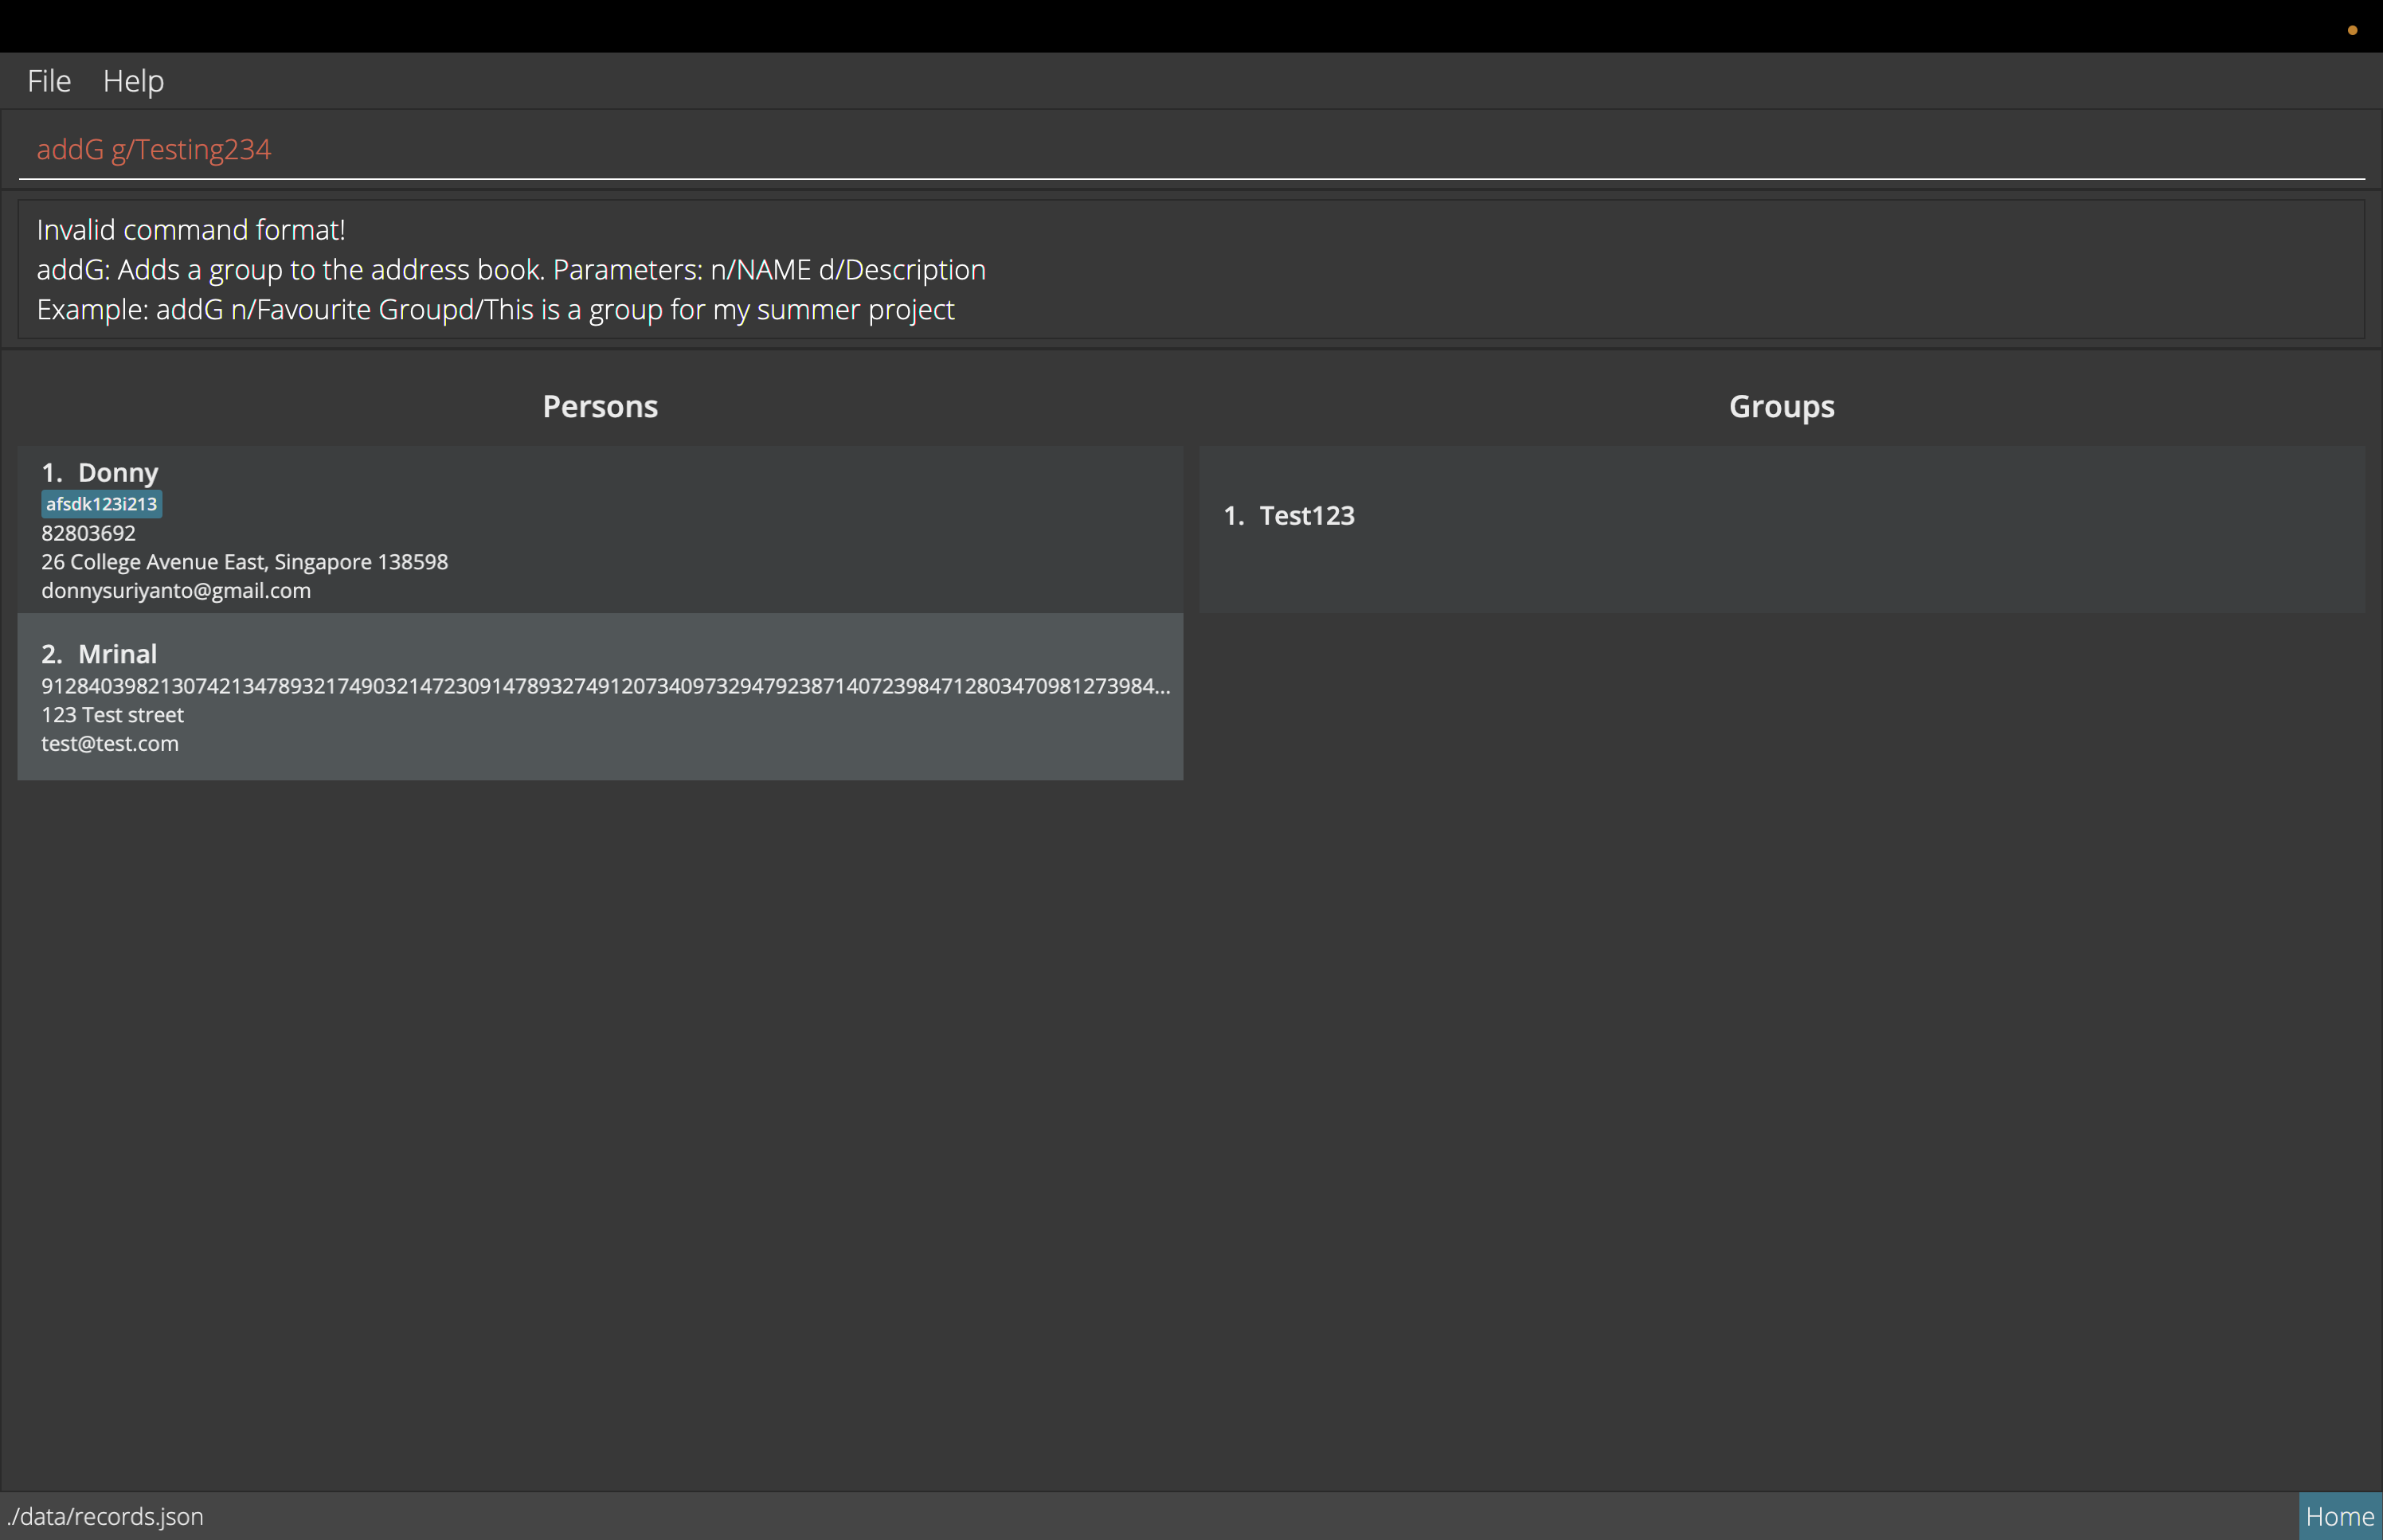 File Help
addG g/Testing234
Invalid command format!
addG: Adds a group to the address book. Parameters: n/NAME d/Description
Example: addG n/Favourite Groupd/This is a group for my summer project
Persons
Groups
1. Donny
afsdk123i213
82803692
26 College Avenue East, Singapore 138598
donnysuriyanto@gmail.com
1. Test123
2. Mrinal
9128403982130742134789321749032147230914789327491207340973294792387140723984712803470981273984...
123 Test street
test@test.com
./data/records.json
Home